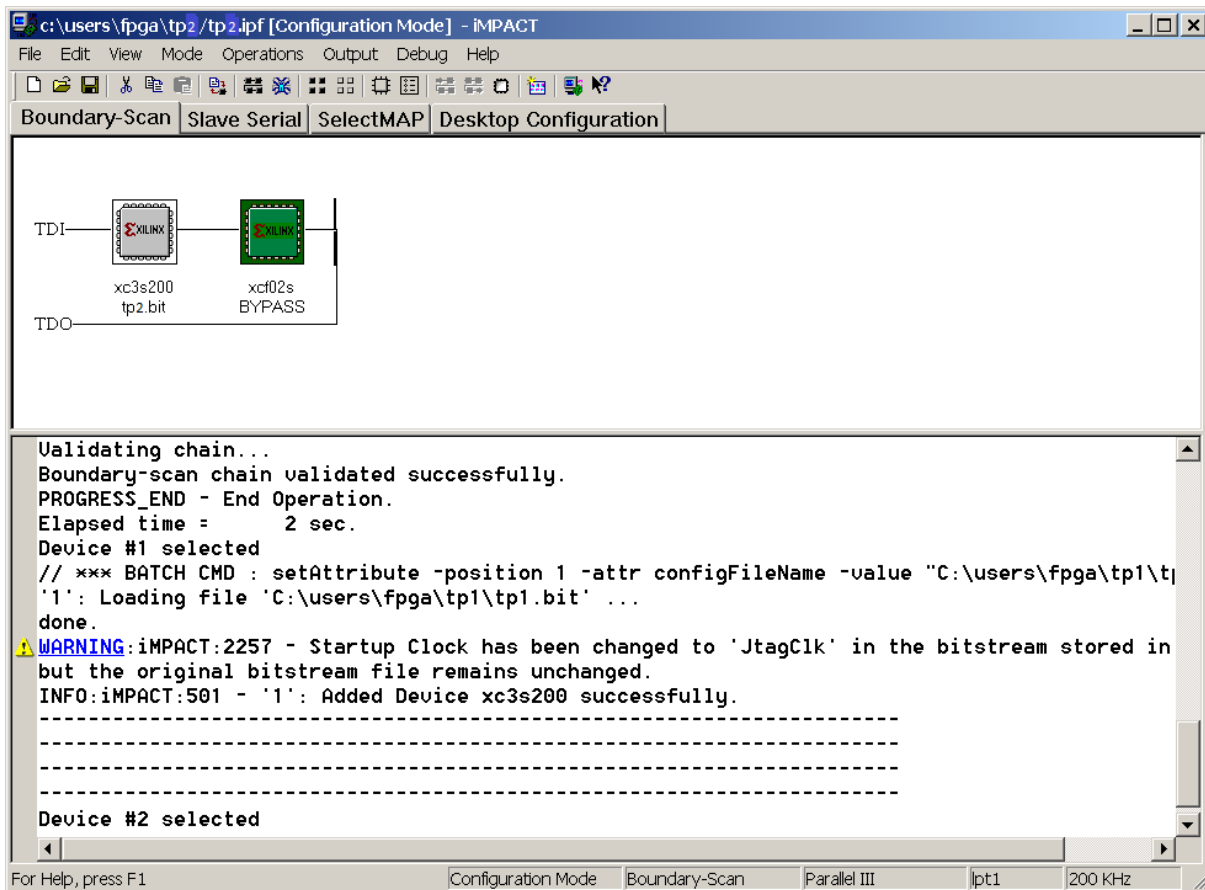 c:\users\fpga\tp2/tp2.ipf [Configuration Mode] - iMPACT
File Edit View Mode Operations Output Debug Help
Boundary-Scan Slave Serial SelectMAP Desktop Configuration
TDI
ΣXILINX ΣXILINX
xc3s200 xcf02s
tp2.bit BYPASS
TDO
Validating chain...
Boundary-scan chain validated successfully.
PROGRESS_END - End Operation.
Elapsed time =      2 sec.
Device #1 selected
// *** BATCH CMD : setAttribute -position 1 -attr configFileName -value "C:\users\fpga\tp1\tp
'1': Loading file 'C:\users\fpga\tp1\tp1.bit' ...
done.
WARNING:iMPACT:2257 - Startup Clock has been changed to 'JtagClk' in the bitstream stored in
but the original bitstream file remains unchanged.
INFO:iMPACT:501 - '1': Added Device xc3s200 successfully.
----------------------------------------------------------------------
----------------------------------------------------------------------
----------------------------------------------------------------------
----------------------------------------------------------------------
Device #2 selected
For Help, press F1 Configuration Mode Boundary-Scan Parallel III lpt1 200 KHz